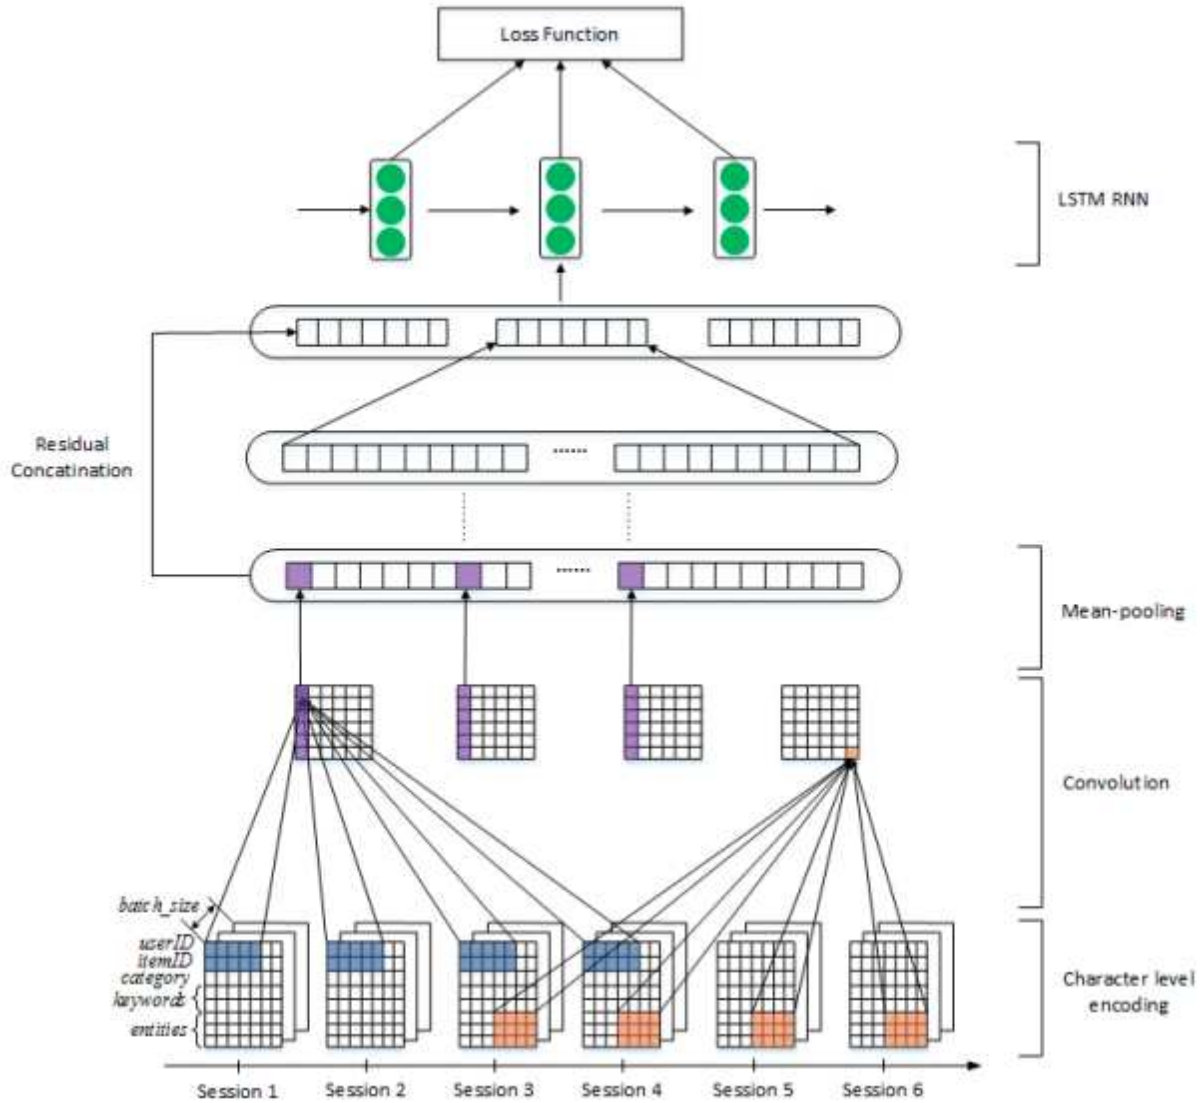 Loss Function
LSTM RNN
Residual
Concatination
Mean-pooling
Convolution
batch_size
userID
itemID
category
keywords
entities
Character level
encoding
Session 1
Session 2
Session 3
Session 4
Session 5
Session 6